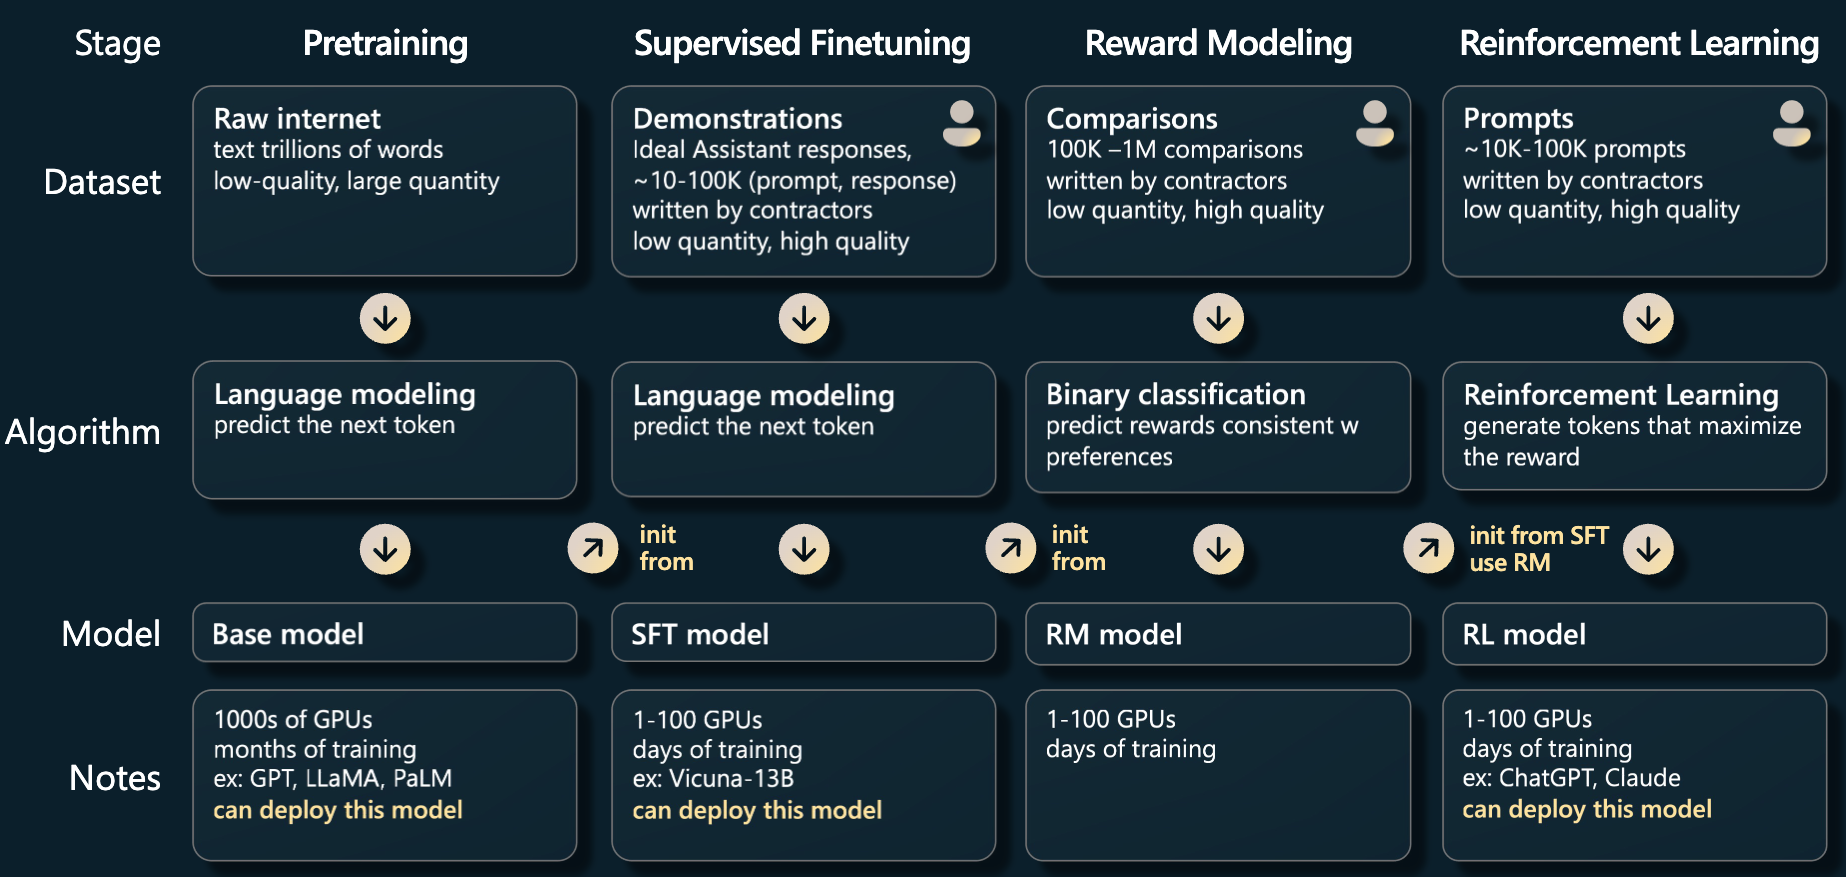 Stage
Pretraining
Supervised Finetuning
Reward Modeling
Reinforcement Learning
Dataset
Raw internet
text trillions of words
low-quality, large quantity
Demonstrations
Ideal Assistant responses,
~10-100K (prompt, response)
written by contractors
low quantity, high quality
Comparisons
100K –1M comparisons
written by contractors
low quantity, high quality
Prompts
~10K-100K prompts
written by contractors
low quantity, high quality
Algorithm
Language modeling
predict the next token
Language modeling
predict the next token
Binary classification
predict rewards consistent w
preferences
Reinforcement Learning
generate tokens that maximize
the reward
init
from
init
from
init from SFT
use RM
Model
Base model
SFT model
RM model
RL model
Notes
1000s of GPUs
months of training
ex: GPT, LLaMA, PaLM
can deploy this model
1-100 GPUs
days of training
ex: Vicuna-13B
can deploy this model
1-100 GPUs
days of training
1-100 GPUs
days of training
ex: ChatGPT, Claude
can deploy this model